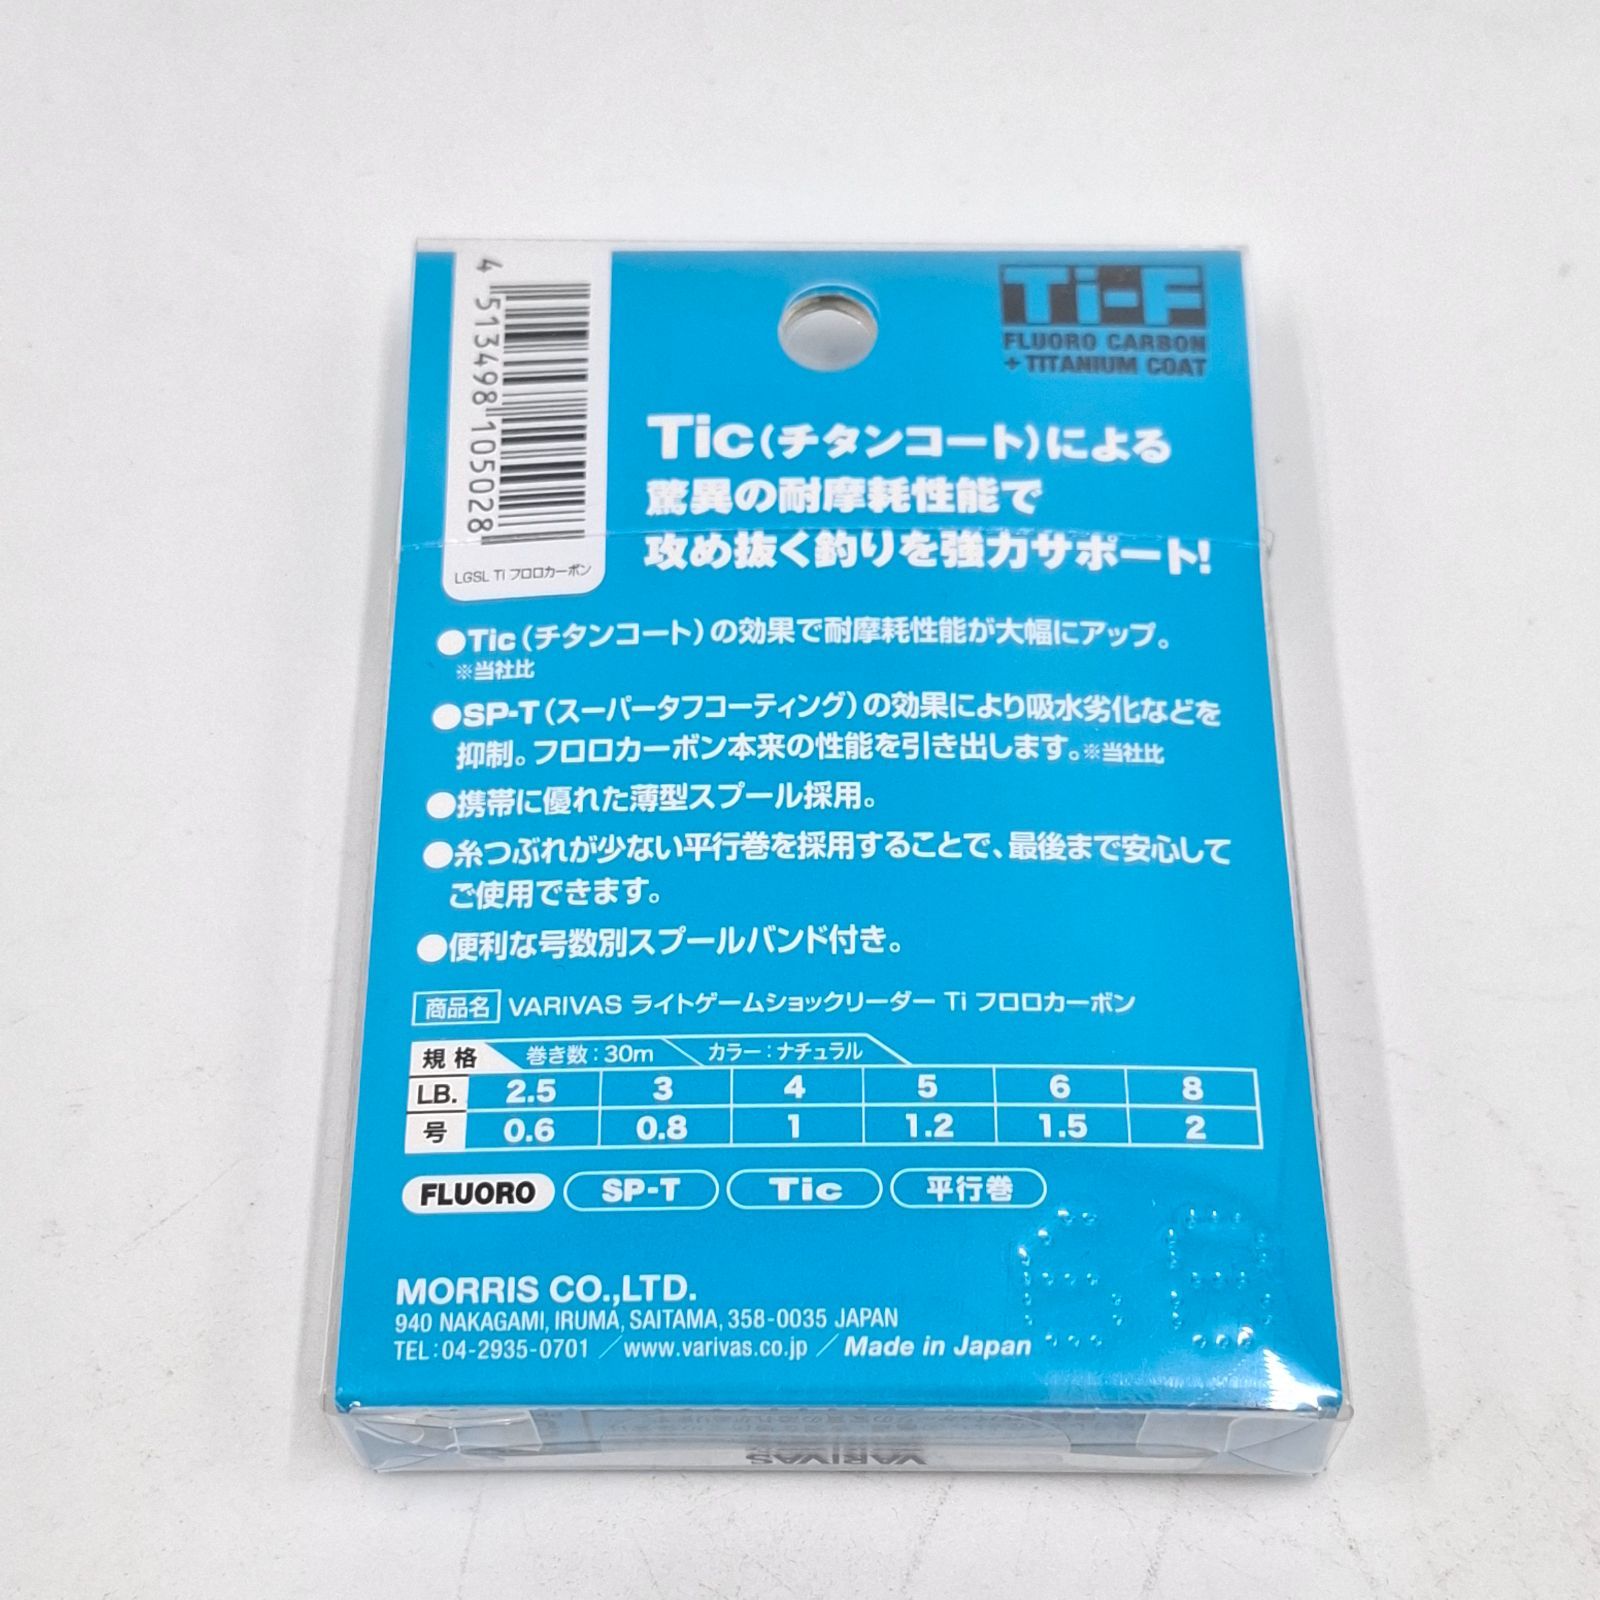 4 513498 105028
LGSL Ti フロロカーボン
Ti-F
FLUORO CARBON
+ TITANIUM COAT
Tic(チタンコート)による
驚異の耐摩耗性能で
攻め抜く釣りを強力サポート!
●Tic(チタンコート)の効果で耐摩耗性能が大幅にアップ。
※当社比
●SP-T(スーパータフコーティング)の効果により吸水劣化などを
抑制。フロロカーボン本来の性能を引き出します。※当社比
●携帯に優れた薄型スプール採用。
●糸つぶれが少ない平行巻を採用することで、最後まで安心して
ご使用できます。
●便利な号数別スプールバンド付き。
商品名 VARIVAS ライトゲームショックリーダー Ti フロロカーボン
規格 巻き数:30m カラー:ナチュラル
LB. 2.5 3 4 5 6 8
号 0.6 0.8 1 1.2 1.5 2
FLUORO SP-T Tic 平行巻
MORRIS CO.,LTD.
940 NAKAGAMI, IRUMA, SAITAMA, 358-0035 JAPAN
TEL:04-2935-0701 ／www.varivas.co.jp ／ Made in Japan
VARIVAS